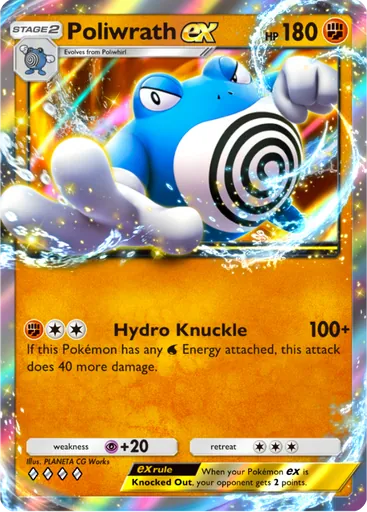 STAGE 2 Poliwrath ex HP 180
Evolves from Poliwhirl
Hydro Knuckle 100+
If this Pokémon has any Energy attached, this attack
does 40 more damage.
weakness +20 retreat
Illus. PLANETA CG Works
ex rule When your Pokémon ex is
Knocked Out, your opponent gets 2 points.